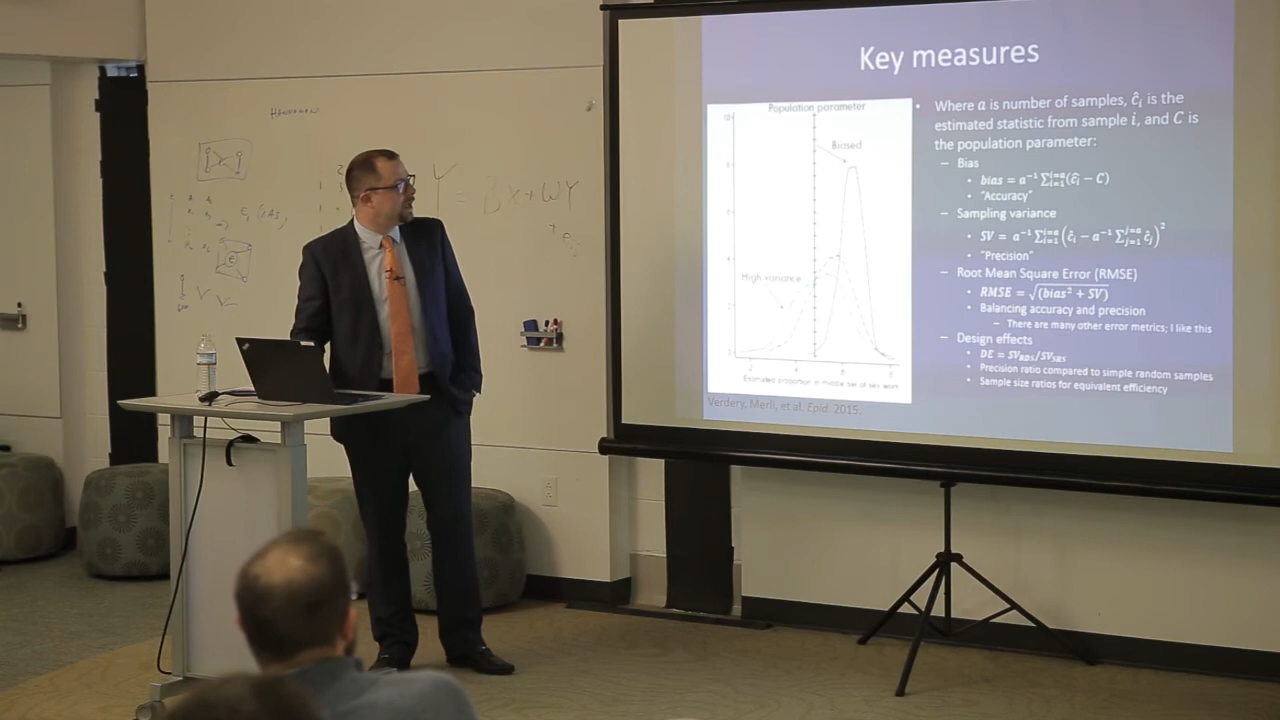 HANNEMAN
Y = BX + WY
Key measures
Population parameter
Biased
High variance
Estimated proportion in middle tier of sex work
Verdery, Merli, et al. Epid. 2015.
• Where a is number of samples, ĉᵢ is the
estimated statistic from sample i, and C is
the population parameter:
– Bias
• bias = a⁻¹ ∑ᵢ₌₁ⁱ⁼ᵃ(ĉᵢ − C)
• "Accuracy"
– Sampling variance
• SV = a⁻¹ ∑ᵢ₌₁ⁱ⁼ᵃ(ĉᵢ − a⁻¹ ∑ⱼ₌₁ʲ⁼ᵃ ĉⱼ)²
• "Precision"
– Root Mean Square Error (RMSE)
• RMSE = √(bias² + SV)
• Balancing accuracy and precision
– There are many other error metrics; I like this
– Design effects
• DE = SV_RDS/SV_SRS
• Precision ratio compared to simple random samples
• Sample size ratios for equivalent efficiency